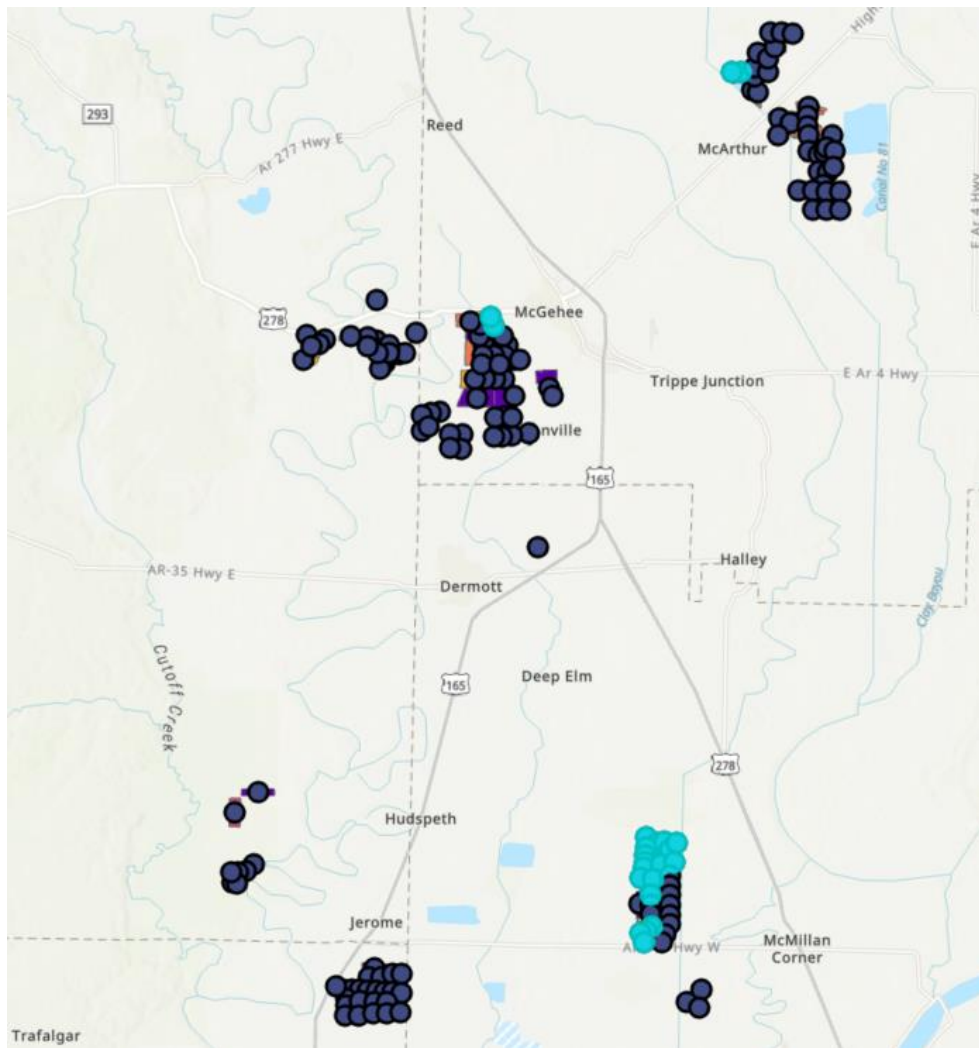 High
293
Reed
Ar 277 Hwy E
McArthur
Canal No 81
E Ar 4 Hwy
278
McGehee
Trippe Junction
E Ar 4 Hwy
nville
165
AR-35 Hwy E
Halley
Dermott
Clay Bayou
Deep Elm
165
Cutoff Creek
278
Hudspeth
Jerome
Hwy W
McMillan
Corner
Trafalgar